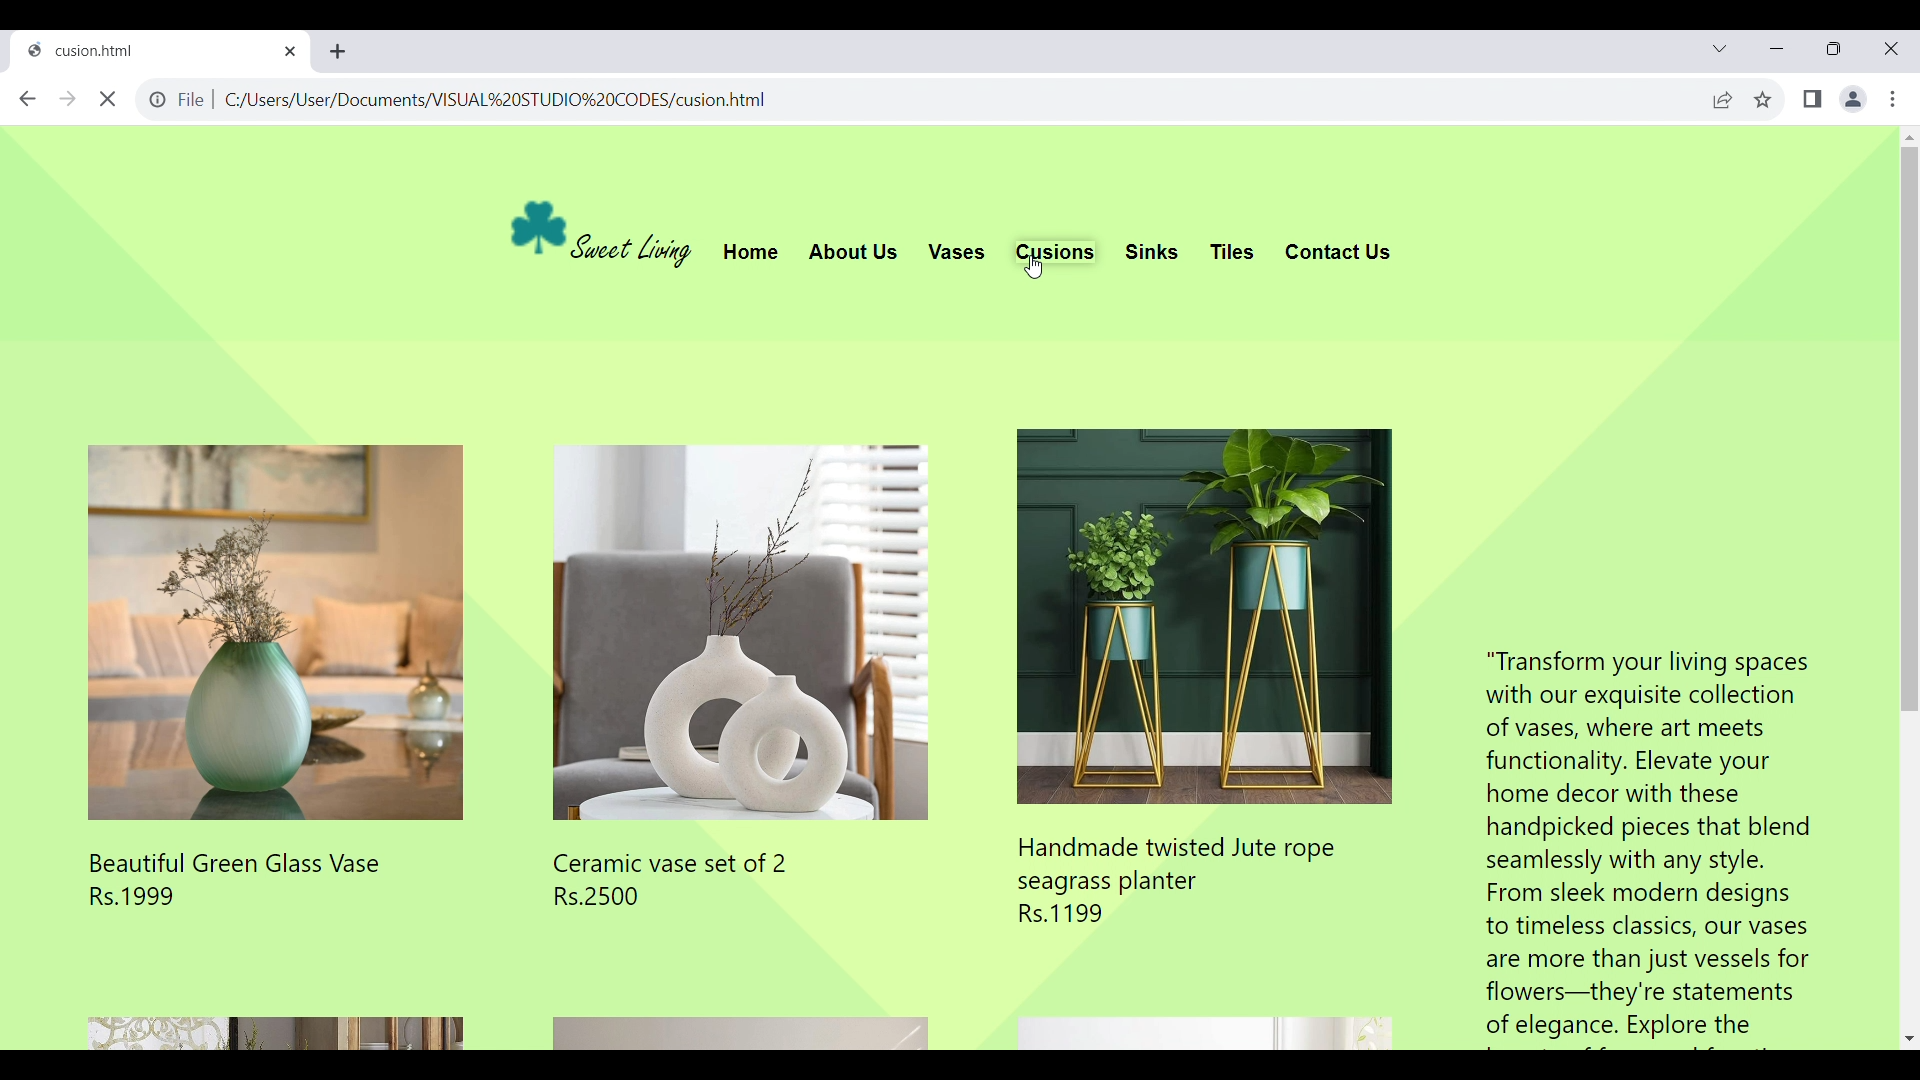 cusion.html
File
C:/Users/User/Documents/VISUAL%20STUDIO%20CODES/cusion.html
Sweet Living
Home
About Us
Vases
Cusions
Sinks
Tiles
Contact Us
Beautiful Green Glass Vase
Rs.1999
Ceramic vase set of 2
Rs.2500
Handmade twisted Jute rope
seagrass planter
Rs.1199
"Transform your living spaces
with our exquisite collection
of vases, where art meets
functionality. Elevate your
home decor with these
handpicked pieces that blend
seamlessly with any style.
From sleek modern designs
to timeless classics, our vases
are more than just vessels for
flowers—they're statements
of elegance. Explore the